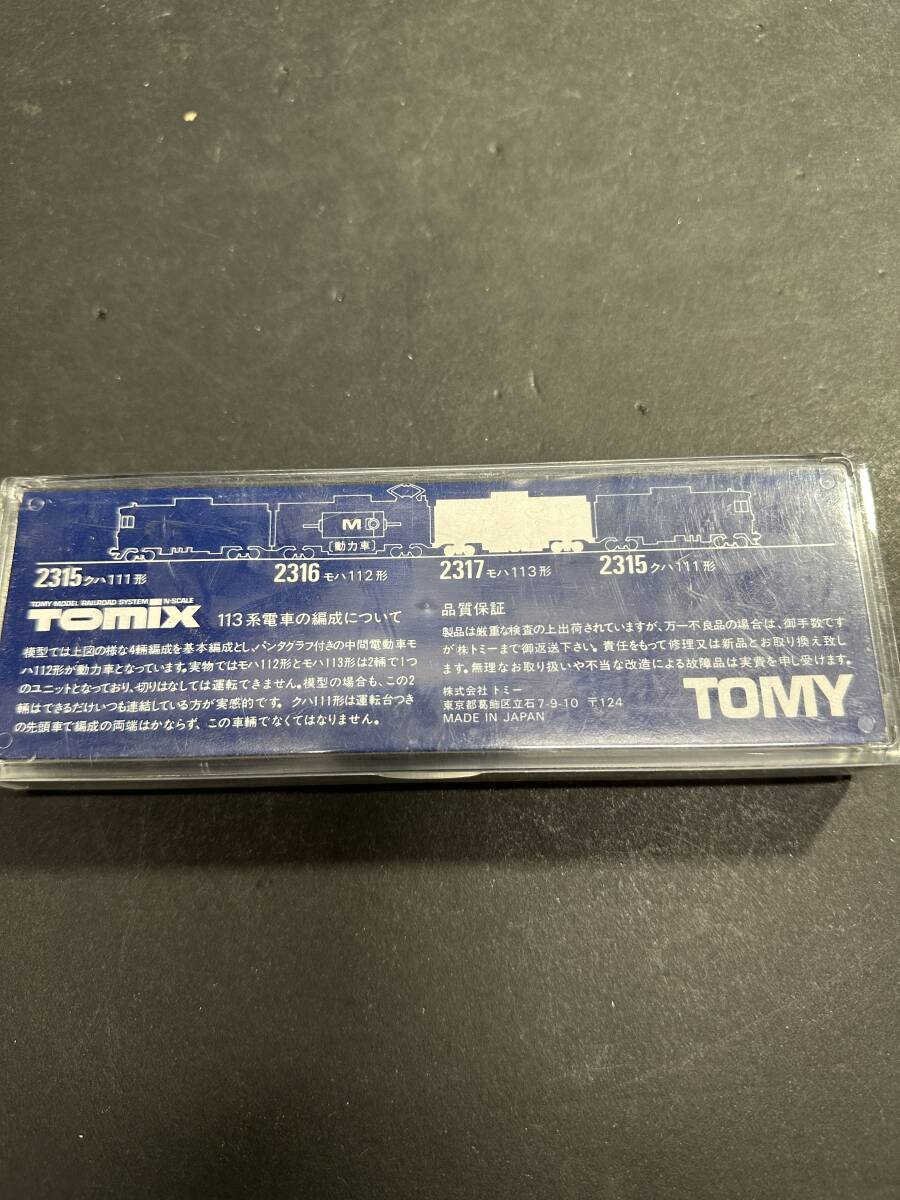 M
(動力車)
2315 クハ111形
2316 モハ112形
2317 モハ113形
2315 クハ111形
TOMY MODEL RAILROAD SYSTEM N-SCALE
TOMIX
113系電車の編成について
模型では上図の様な4輛編成を基本編成とし、パンタグラフ付きの中間電動車モ
ハ112形が動力車となっています。実物ではモハ112形とモハ113形は2輛で1つ
のユニットとなっており、切りはなしては運転できません。模型の場合も、この2
輛はできるだけいつも連結している方が実感的です。クハ111形は運転台つき
の先頭車で編成の両端はかならず、この車輛でなくてはなりません。
品質保証
製品は厳重な検査の上出荷されていますが、万一不良品の場合は、御手数です
が株トミーまで御返送下さい。責任をもって修理又は新品とお取り換え致し
ます。無理なお取り扱いや不当な改造による故障品は実費を申し受けます。
株式会社 トミー
東京都葛飾区立石7-9-10 〒124
MADE IN JAPAN
TOMY